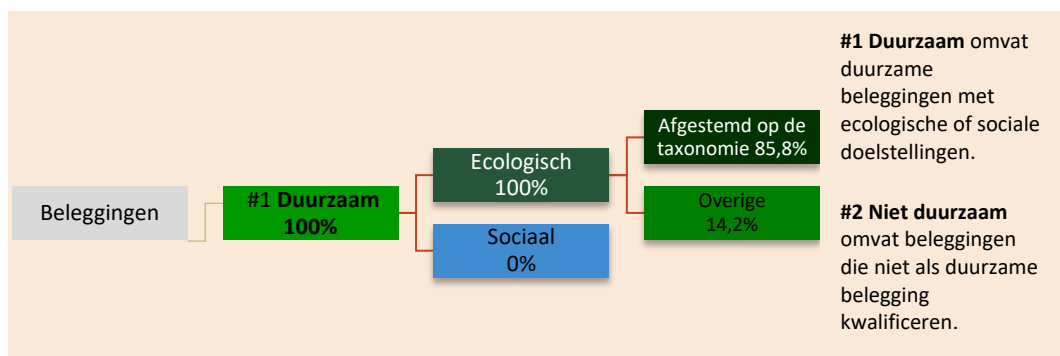 Beleggingen
#1 Duurzaam
100%
Ecologisch
100%
Sociaal
0%
Afgestemd op de
taxonomie 85,8%
Overige
14,2%
#1 Duurzaam omvat
duurzame
beleggingen met
ecologische of sociale
doelstellingen.
#2 Niet duurzaam
omvat beleggingen
die niet als duurzame
belegging
kwalificeren.